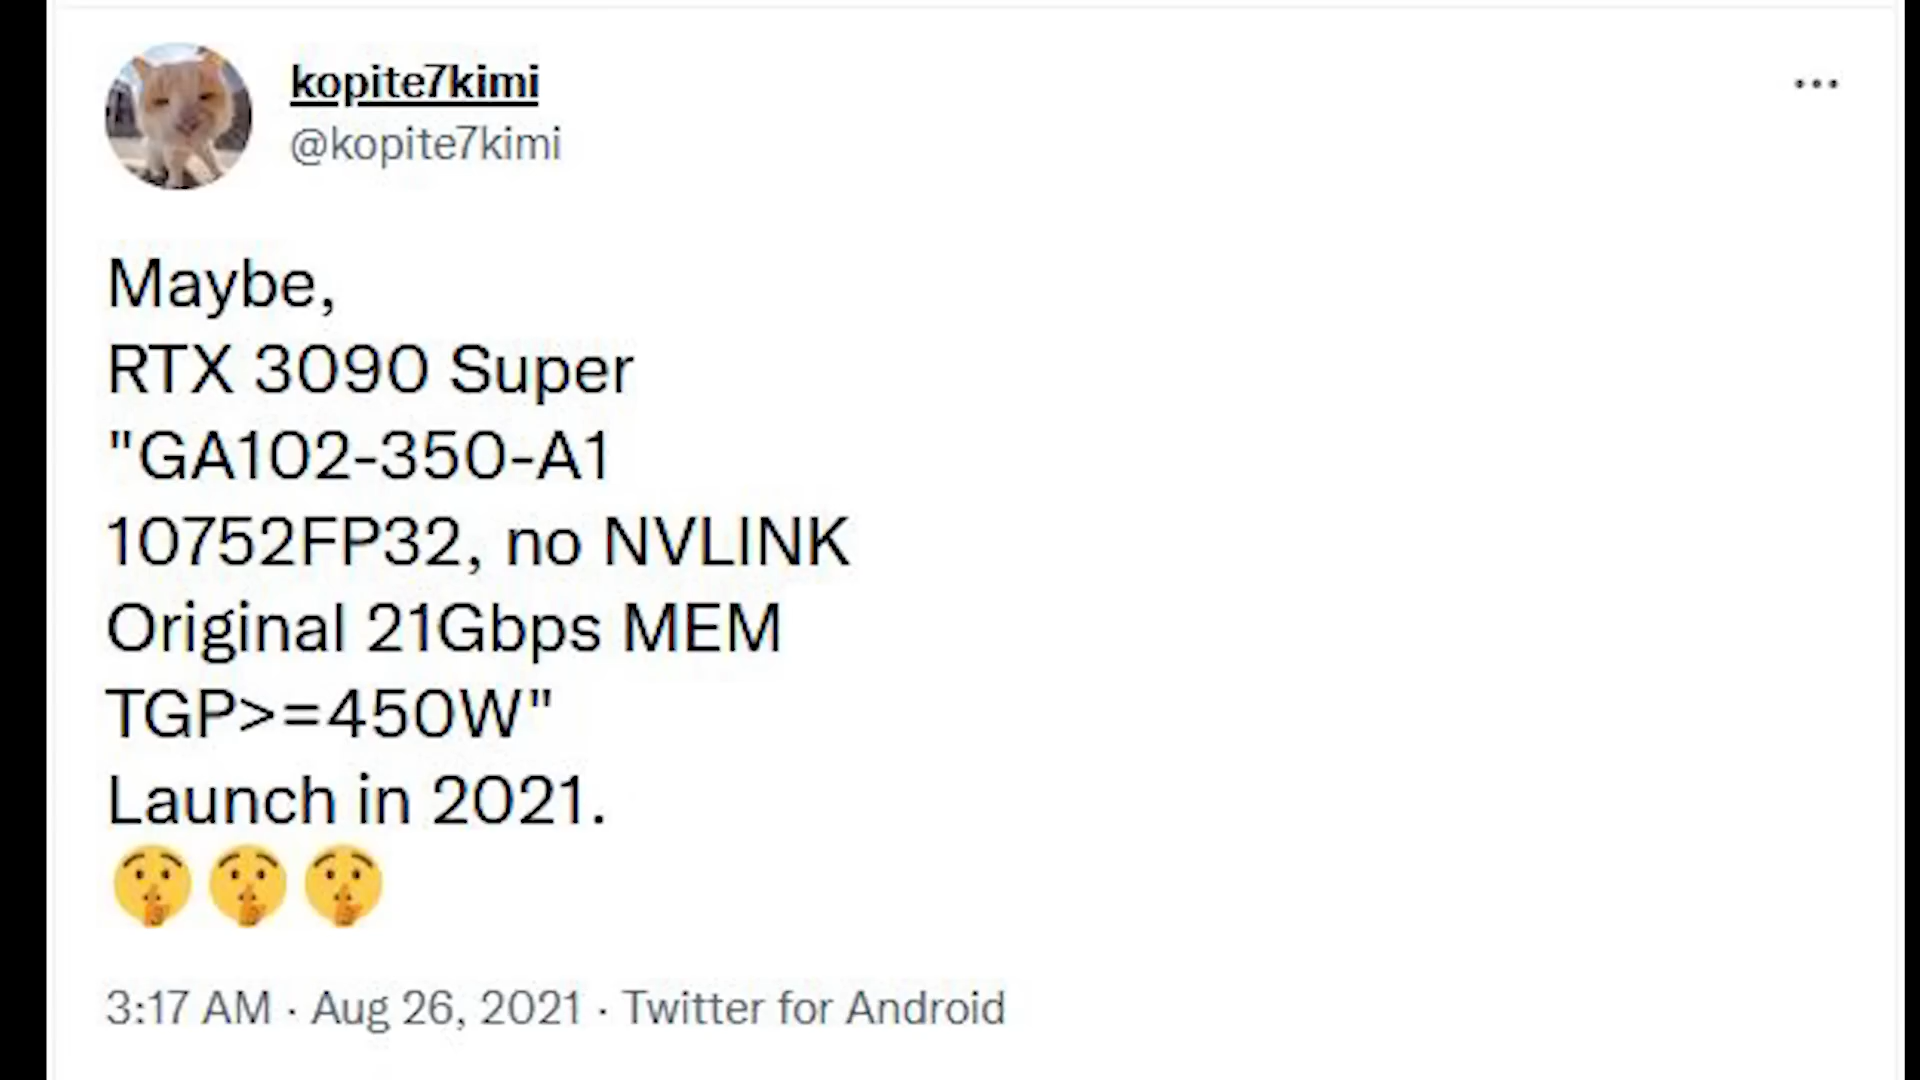 kopite7kimi
@kopite7kimi
Maybe,
RTX 3090 Super
"GA102-350-A1
10752FP32, no NVLINK
Original 21Gbps MEM
TGP>=450W"
Launch in 2021.
🤫🤫🤫
3:17 AM · Aug 26, 2021 · Twitter for Android